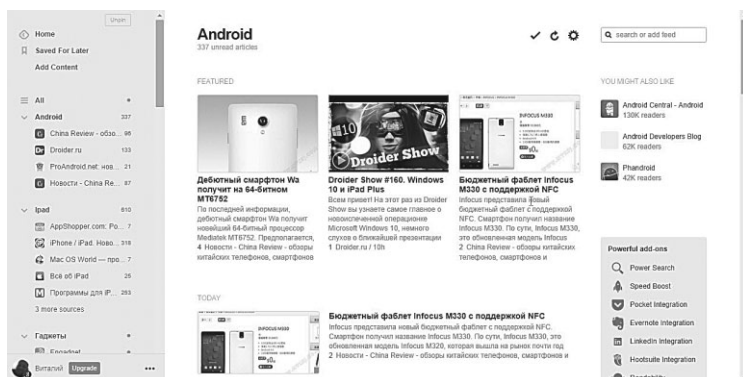 Unpin
Home
Saved For Later
Add Content
All
Android 337
China Review - обзо... 96
Droider.ru 133
ProAndroid.net: нов... 21
Новости - China Re... 87
Ipad 610
AppShopper.com: Po... 7
iPhone / iPad. Ново... 318
Mac OS World — про... 7
Всё об iPad 25
Программы для iP... 253
3 more sources
Гаджеты
Engadget
Виталий Upgrade
Android
337 unread articles
FEATURED
10
Droider Show
INFOCUS M330
Дебютный смартфон Wa
получит на 64-битном
MT6752
По последней информации,
дебютный смартфон Wa получит
новейший 64-битный процессор
Mediatek MT6752. Предполагается,
4 Новости - China Review - обзоры
китайских телефонов, смартфонов
Droider Show #160. Windows
10 и iPad Plus
Всем привет! На этот раз из Droider
Show вы узнаете самое главное о
новоиспеченной операционке
Microsoft Windows 10, немного
слухов о ближайшей презентации
1 Droider.ru / 10h
Бюджетный фаблет Infocus
M330 с поддержкой NFC
Infocus представила новый
бюджетный фаблет с поддержкой
NFC. Смартфон получил название
Infocus M330. По сути, Infocus M330,
это обновленная модель Infocus
2 China Review - обзоры китайских
телефонов, смартфонов и
TODAY
INFOCUS M330
Бюджетный фаблет Infocus M330 с поддержкой NFC
Infocus представила новый бюджетный фаблет с поддержкой NFC.
Смартфон получил название Infocus M330. По сути, Infocus M330, это
обновленная модель Infocus M320, которая вышла на рынок почти год
2 Новости - China Review - обзоры китайских телефонов, смартфонов и
search or add feed
YOU MIGHT ALSO LIKE
Android Central - Android
130K readers
Android Developers Blog
62K readers
Phandroid
42K readers
Powerful add-ons
Power Search
Speed Boost
Pocket Integration
Evernote Integration
LinkedIn Integration
Hootsuite Integration
Readability